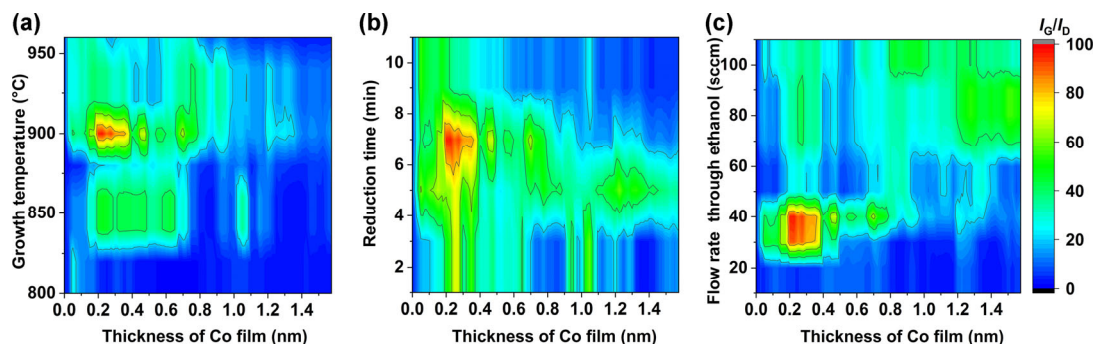 (a)
Growth temperature (°C)
950
900
850
800
0.0 0.2 0.4 0.6 0.8 1.0 1.2 1.4
Thickness of Co film (nm)
(b)
Reduction time (min)
10
8
6
4
2
0.0 0.2 0.4 0.6 0.8 1.0 1.2 1.4
Thickness of Co film (nm)
(c)
Flow rate through ethanol (sccm)
100
80
60
40
20
0.0 0.2 0.4 0.6 0.8 1.0 1.2 1.4
Thickness of Co film (nm)
IG/ID
100
80
60
40
20
0